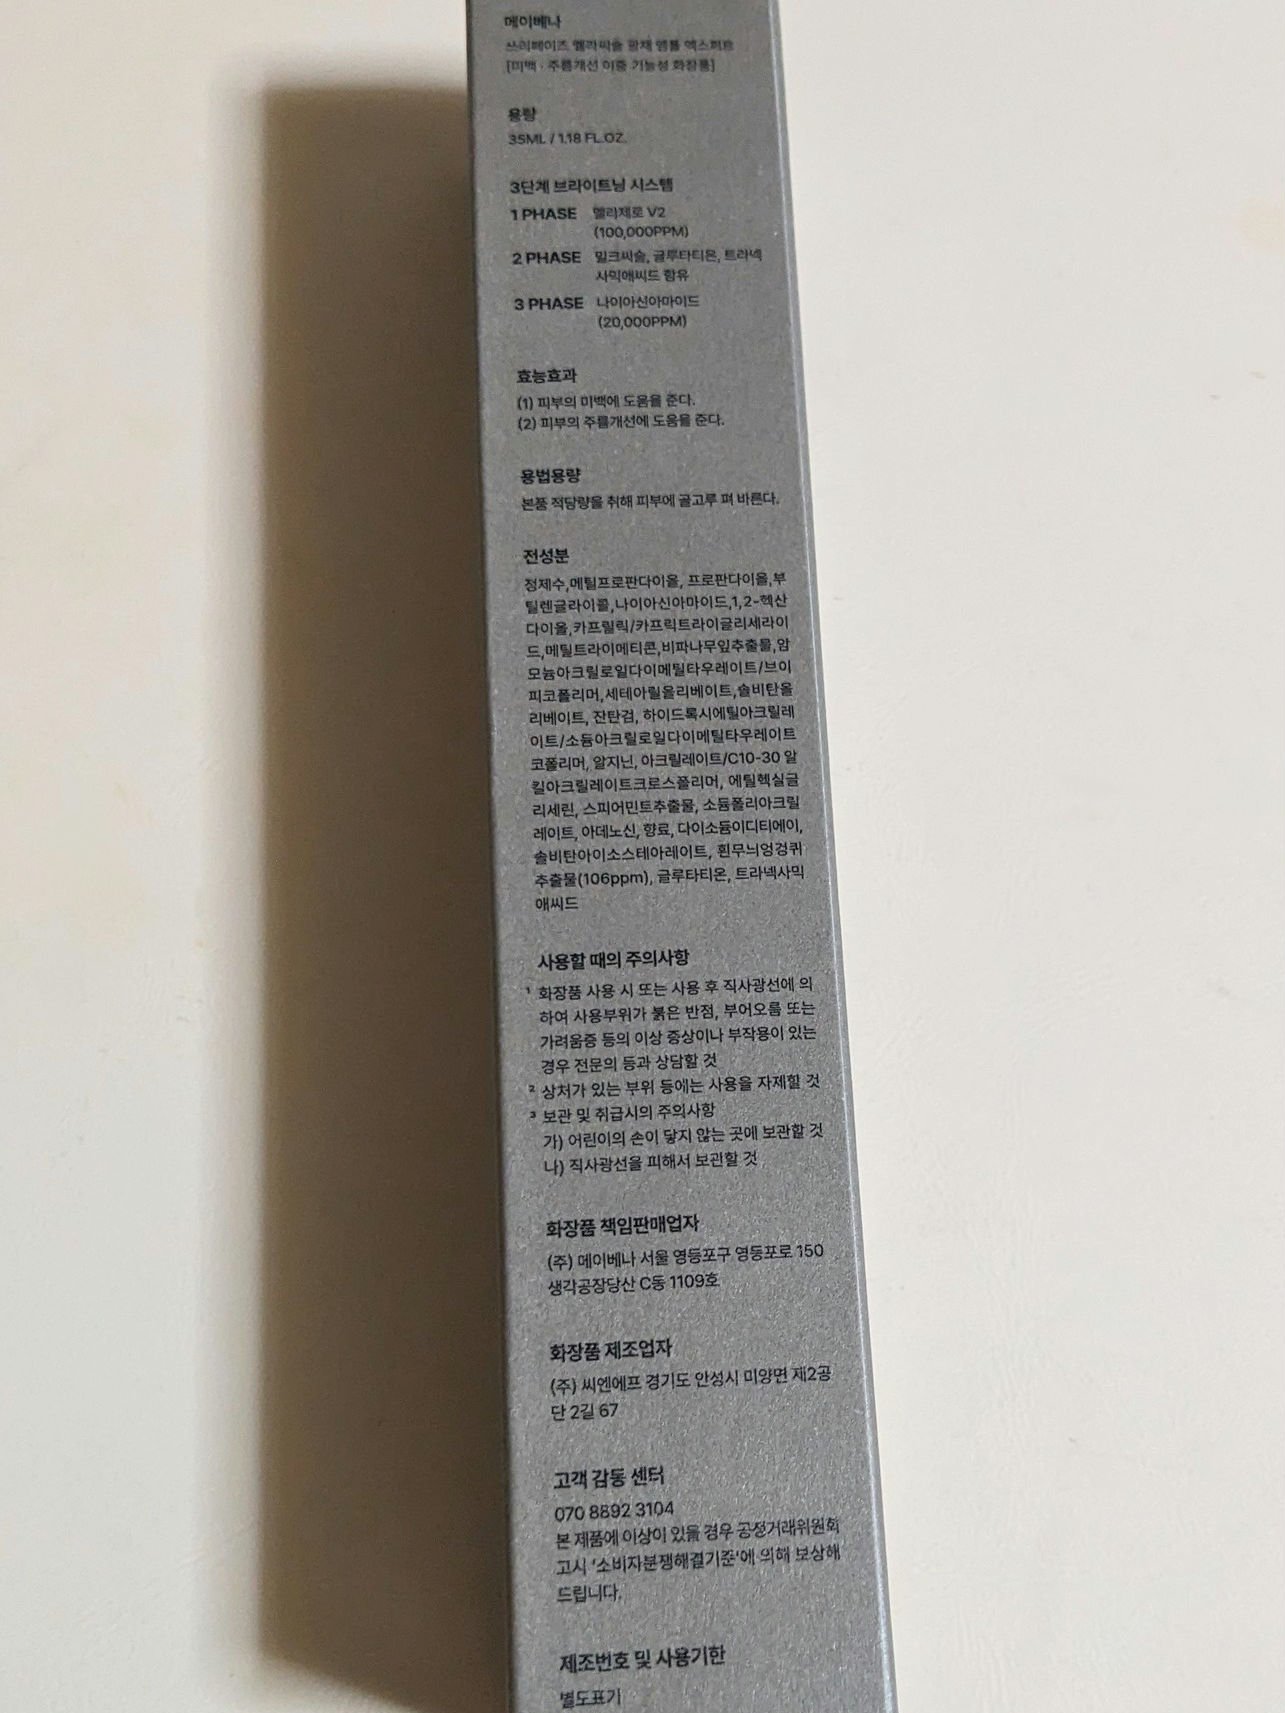 메이베나
쓰리페이즈 멜라씨솔 광채 앰플 엑스퍼트
[미백 · 주름개선 이중 기능성 화장품]
용량
35ML / 1.18 FL.OZ.
3단계 브라이트닝 시스템
1 PHASE 멜라제로 V2
(100,000PPM)
2 PHASE 밀크씨슬, 글루타티온, 트라넥
사믹애씨드 함유
3 PHASE 나이아신아마이드
(20,000PPM)
효능효과
(1) 피부의 미백에 도움을 준다.
(2) 피부의 주름개선에 도움을 준다.
용법용량
본품 적당량을 취해 피부에 골고루 펴 바른다.
전성분
정제수,메틸프로판다이올, 프로판다이올,부
틸렌글라이콜,나이아신아마이드,1,2-헥산
다이올,카프릴릭/카프릭트라이글리세라이
드,메틸트라이메티콘,비파나무잎추출물,암
모늄아크릴로일다이메틸타우레이트/브이
피코폴리머,세테아릴올리베이트,솔비탄올
리베이트, 잔탄검, 하이드록시에틸아크릴레
이트/소듐아크릴로일다이메틸타우레이트
코폴리머, 알지닌, 아크릴레이트/C10-30 알
킬아크릴레이트크로스폴리머, 에틸헥실글
리세린, 스피어민트추출물, 소듐폴리아크릴
레이트, 아데노신, 향료, 다이소듐이디티에이,
솔비탄아이소스테아레이트, 흰무늬엉겅퀴
추출물(106ppm), 글루타티온, 트라넥사믹
애씨드
사용할 때의 주의사항
1 화장품 사용 시 또는 사용 후 직사광선에 의
하여 사용부위가 붉은 반점, 부어오름 또는
가려움증 등의 이상 증상이나 부작용이 있는
경우 전문의 등과 상담할 것
2 상처가 있는 부위 등에는 사용을 자제할 것
3 보관 및 취급시의 주의사항
가) 어린이의 손이 닿지 않는 곳에 보관할 것
나) 직사광선을 피해서 보관할 것
화장품 책임판매업자
(주) 메이베나 서울 영등포구 영등포로 150
생각공장당산 C동 1109호
화장품 제조업자
(주) 씨엔에프 경기도 안성시 미양면 제2공
단 2길 67
고객 감동 센터
070 8892 3104
본 제품에 이상이 있을 경우 공정거래위원회
고시 '소비자분쟁해결기준'에 의해 보상해
드립니다.
제조번호 및 사용기한
별도표기